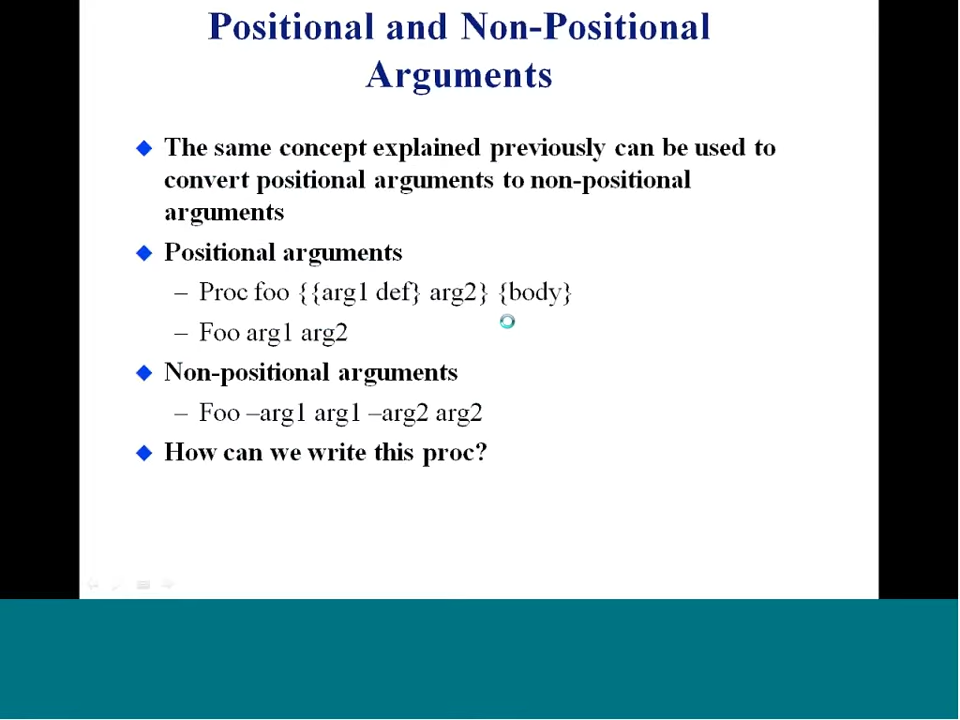 Positional and Non-Positional
Arguments
The same concept explained previously can be used to
convert positional arguments to non-positional
arguments
Positional arguments
– Proc foo {{arg1 def} arg2} {body}
– Foo arg1 arg2
Non-positional arguments
– Foo –arg1 arg1 –arg2 arg2
How can we write this proc?